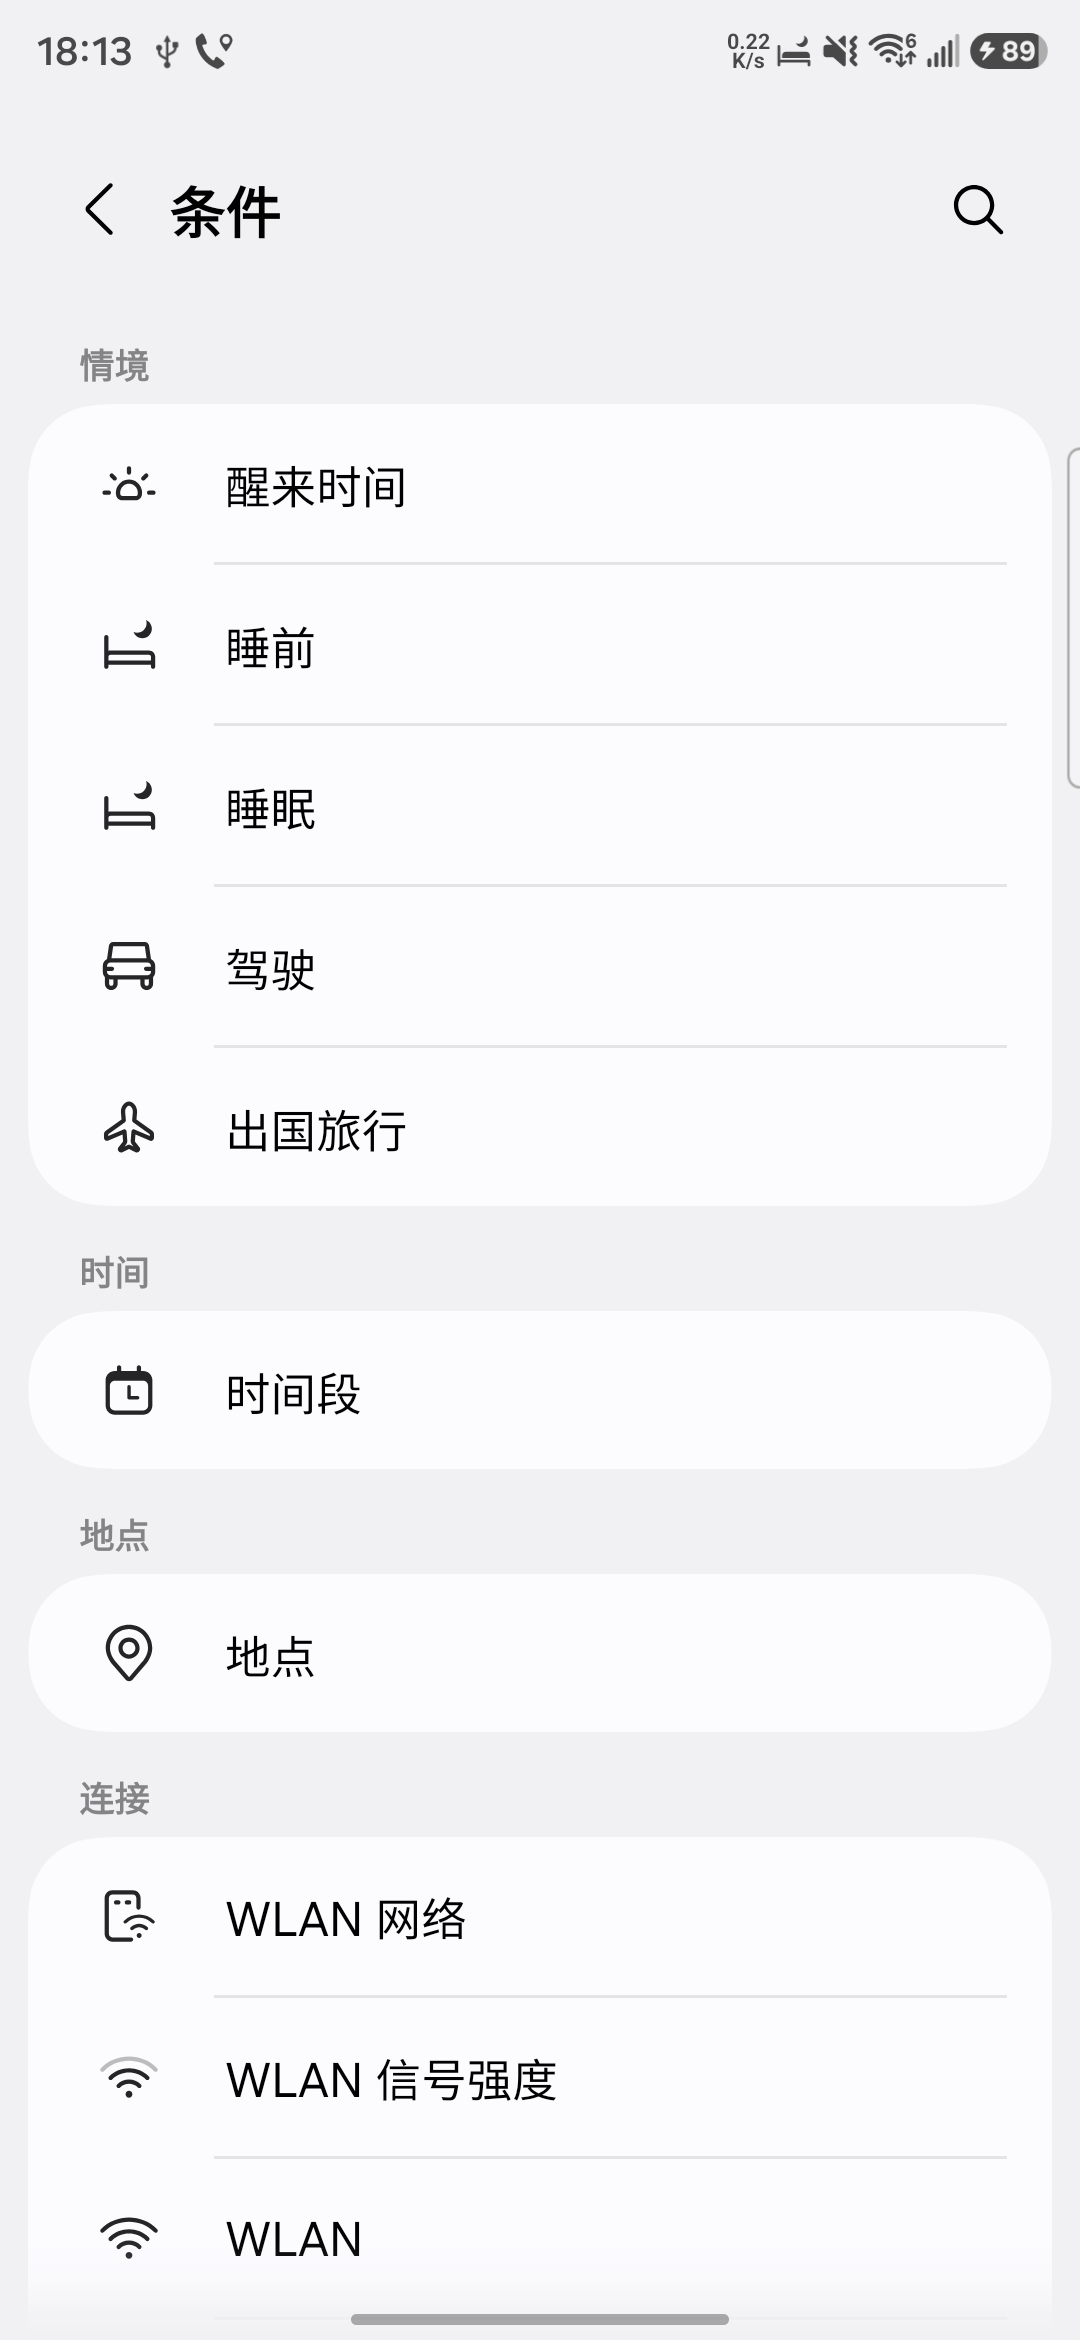 18:13
0.22 K/s
6
89
条件
情境
醒来时间
睡前
睡眠
驾驶
出国旅行
时间
时间段
地点
地点
连接
WLAN 网络
WLAN 信号强度
WLAN